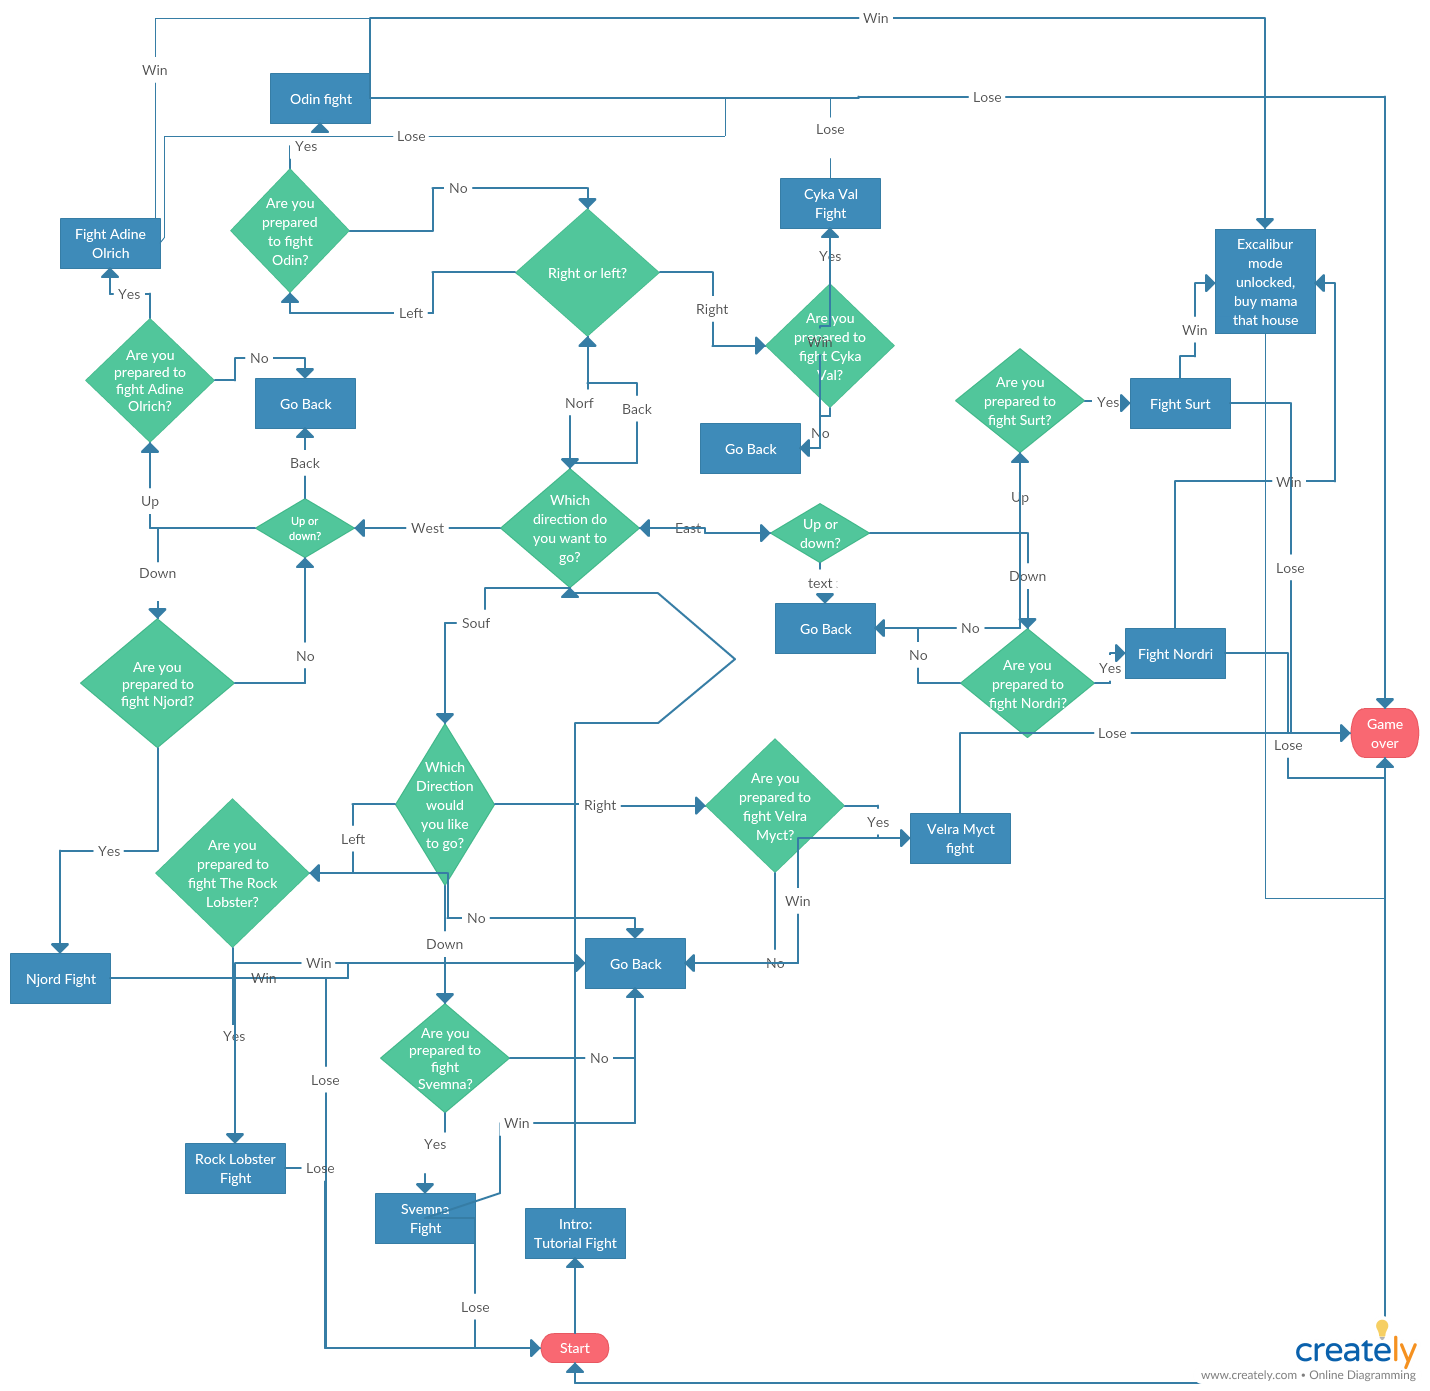 Win
Win
Odin fight
Lose
Lose
Lose
Yes
No
Are you
prepared
to fight
Odin?
Cyka Val
Fight
Fight Adine
Olrich
Yes
Right or left?
Yes
Left
Right
Excalibur
mode
unlocked,
buy mama
that house
Are you
prepared to
fight Cyka
Val?
Win
Win
Are you
prepared to
fight Adine
Olrich?
No
Go Back
Norf
Back
No
Go Back
Are you
prepared to
fight Surt?
Yes
Fight Surt
Back
Up
Up or
down?
West
Which
direction do
you want to
go?
East
Up or
down?
Up
Win
Down
text
Down
Lose
Souf
Go Back
No
No
Are you
prepared to
fight Nordri?
Yes
Fight Nordri
No
Are you
prepared to
fight Njord?
Game
over
Lose
Lose
Which
Direction
would
you like
to go?
Right
Are you
prepared to
fight Velra
Myct?
Yes
Velra Myct
fight
Left
Yes
Are you
prepared to
fight The Rock
Lobster?
Win
No
Down
Go Back
No
Njord Fight
Win
Win
Yes
Are you
prepared to
fight
Svemna?
No
Lose
Win
Yes
Rock Lobster
Fight
Lose
Svemna
Fight
Intro:
Tutorial Fight
Lose
Start
creately
www.creately.com • Online Diagramming